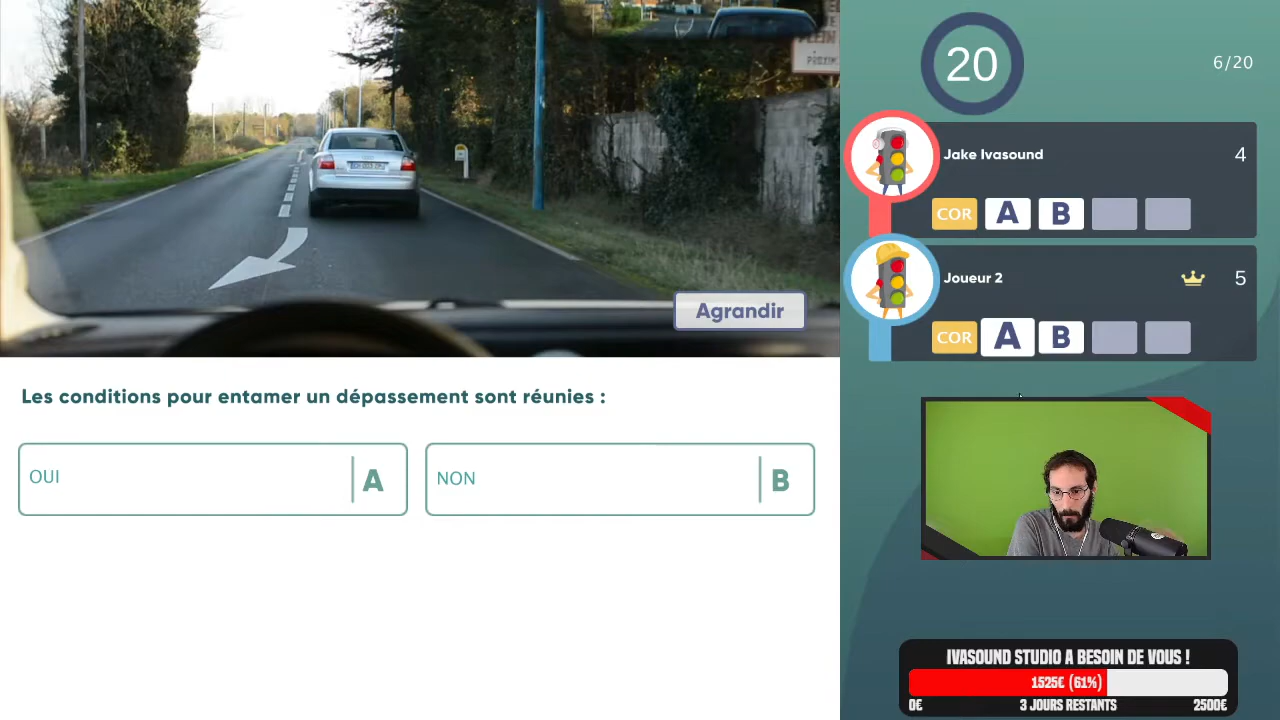 Agrandir
Les conditions pour entamer un dépassement sont réunies :
OUI
A
NON
B
20
6/20
Jake Ivasound
4
COR
A
B
Joueur 2
5
COR
A
B
IVASOUND STUDIO A BESOIN DE VOUS !
1525€ (61%)
0€
3 JOURS RESTANTS
2500€